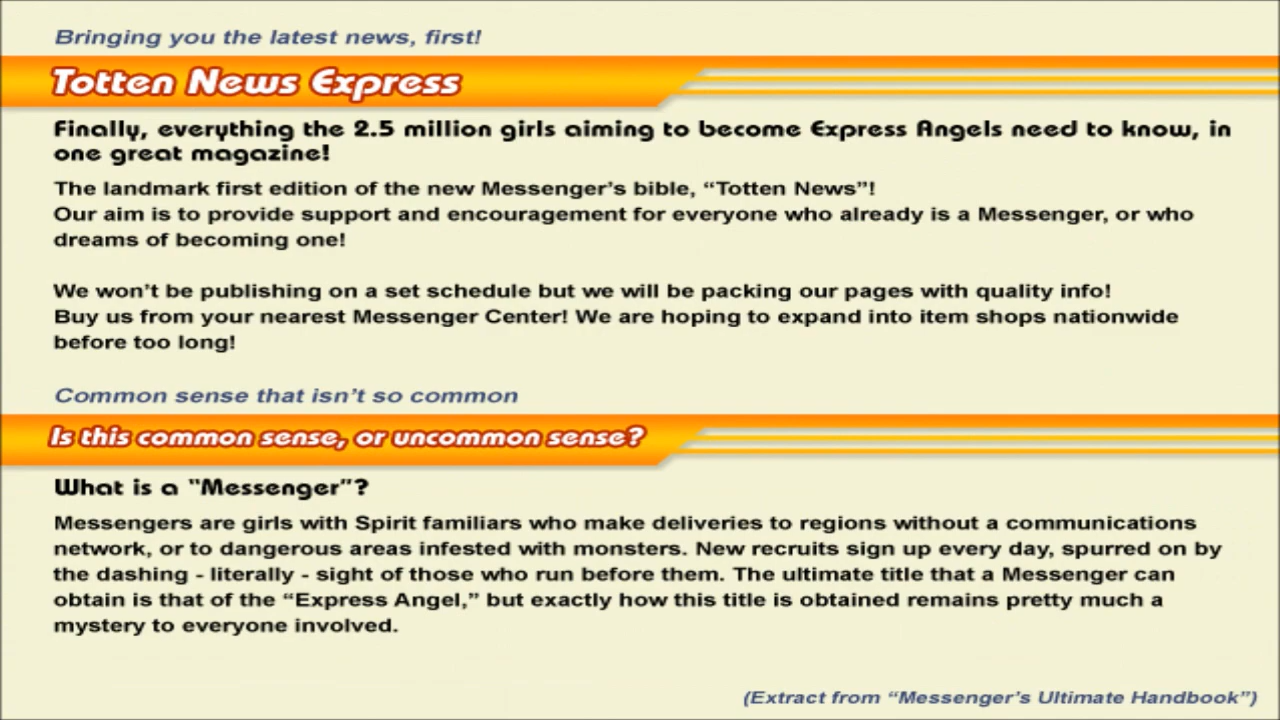 Bringing you the latest news, first!
Totten News Express
Finally, everything the 2.5 million girls aiming to become Express Angels need to know, in
one great magazine!
The landmark first edition of the new Messenger's bible, “Totten News”!
Our aim is to provide support and encouragement for everyone who already is a Messenger, or who
dreams of becoming one!
We won't be publishing on a set schedule but we will be packing our pages with quality info!
Buy us from your nearest Messenger Center! We are hoping to expand into item shops nationwide
before too long!
Common sense that isn't so common
Is this common sense, or uncommon sense?
What is a “Messenger”?
Messengers are girls with Spirit familiars who make deliveries to regions without a communications
network, or to dangerous areas infested with monsters. New recruits sign up every day, spurred on by
the dashing - literally - sight of those who run before them. The ultimate title that a Messenger can
obtain is that of the “Express Angel,” but exactly how this title is obtained remains pretty much a
mystery to everyone involved.
(Extract from “Messenger's Ultimate Handbook”)